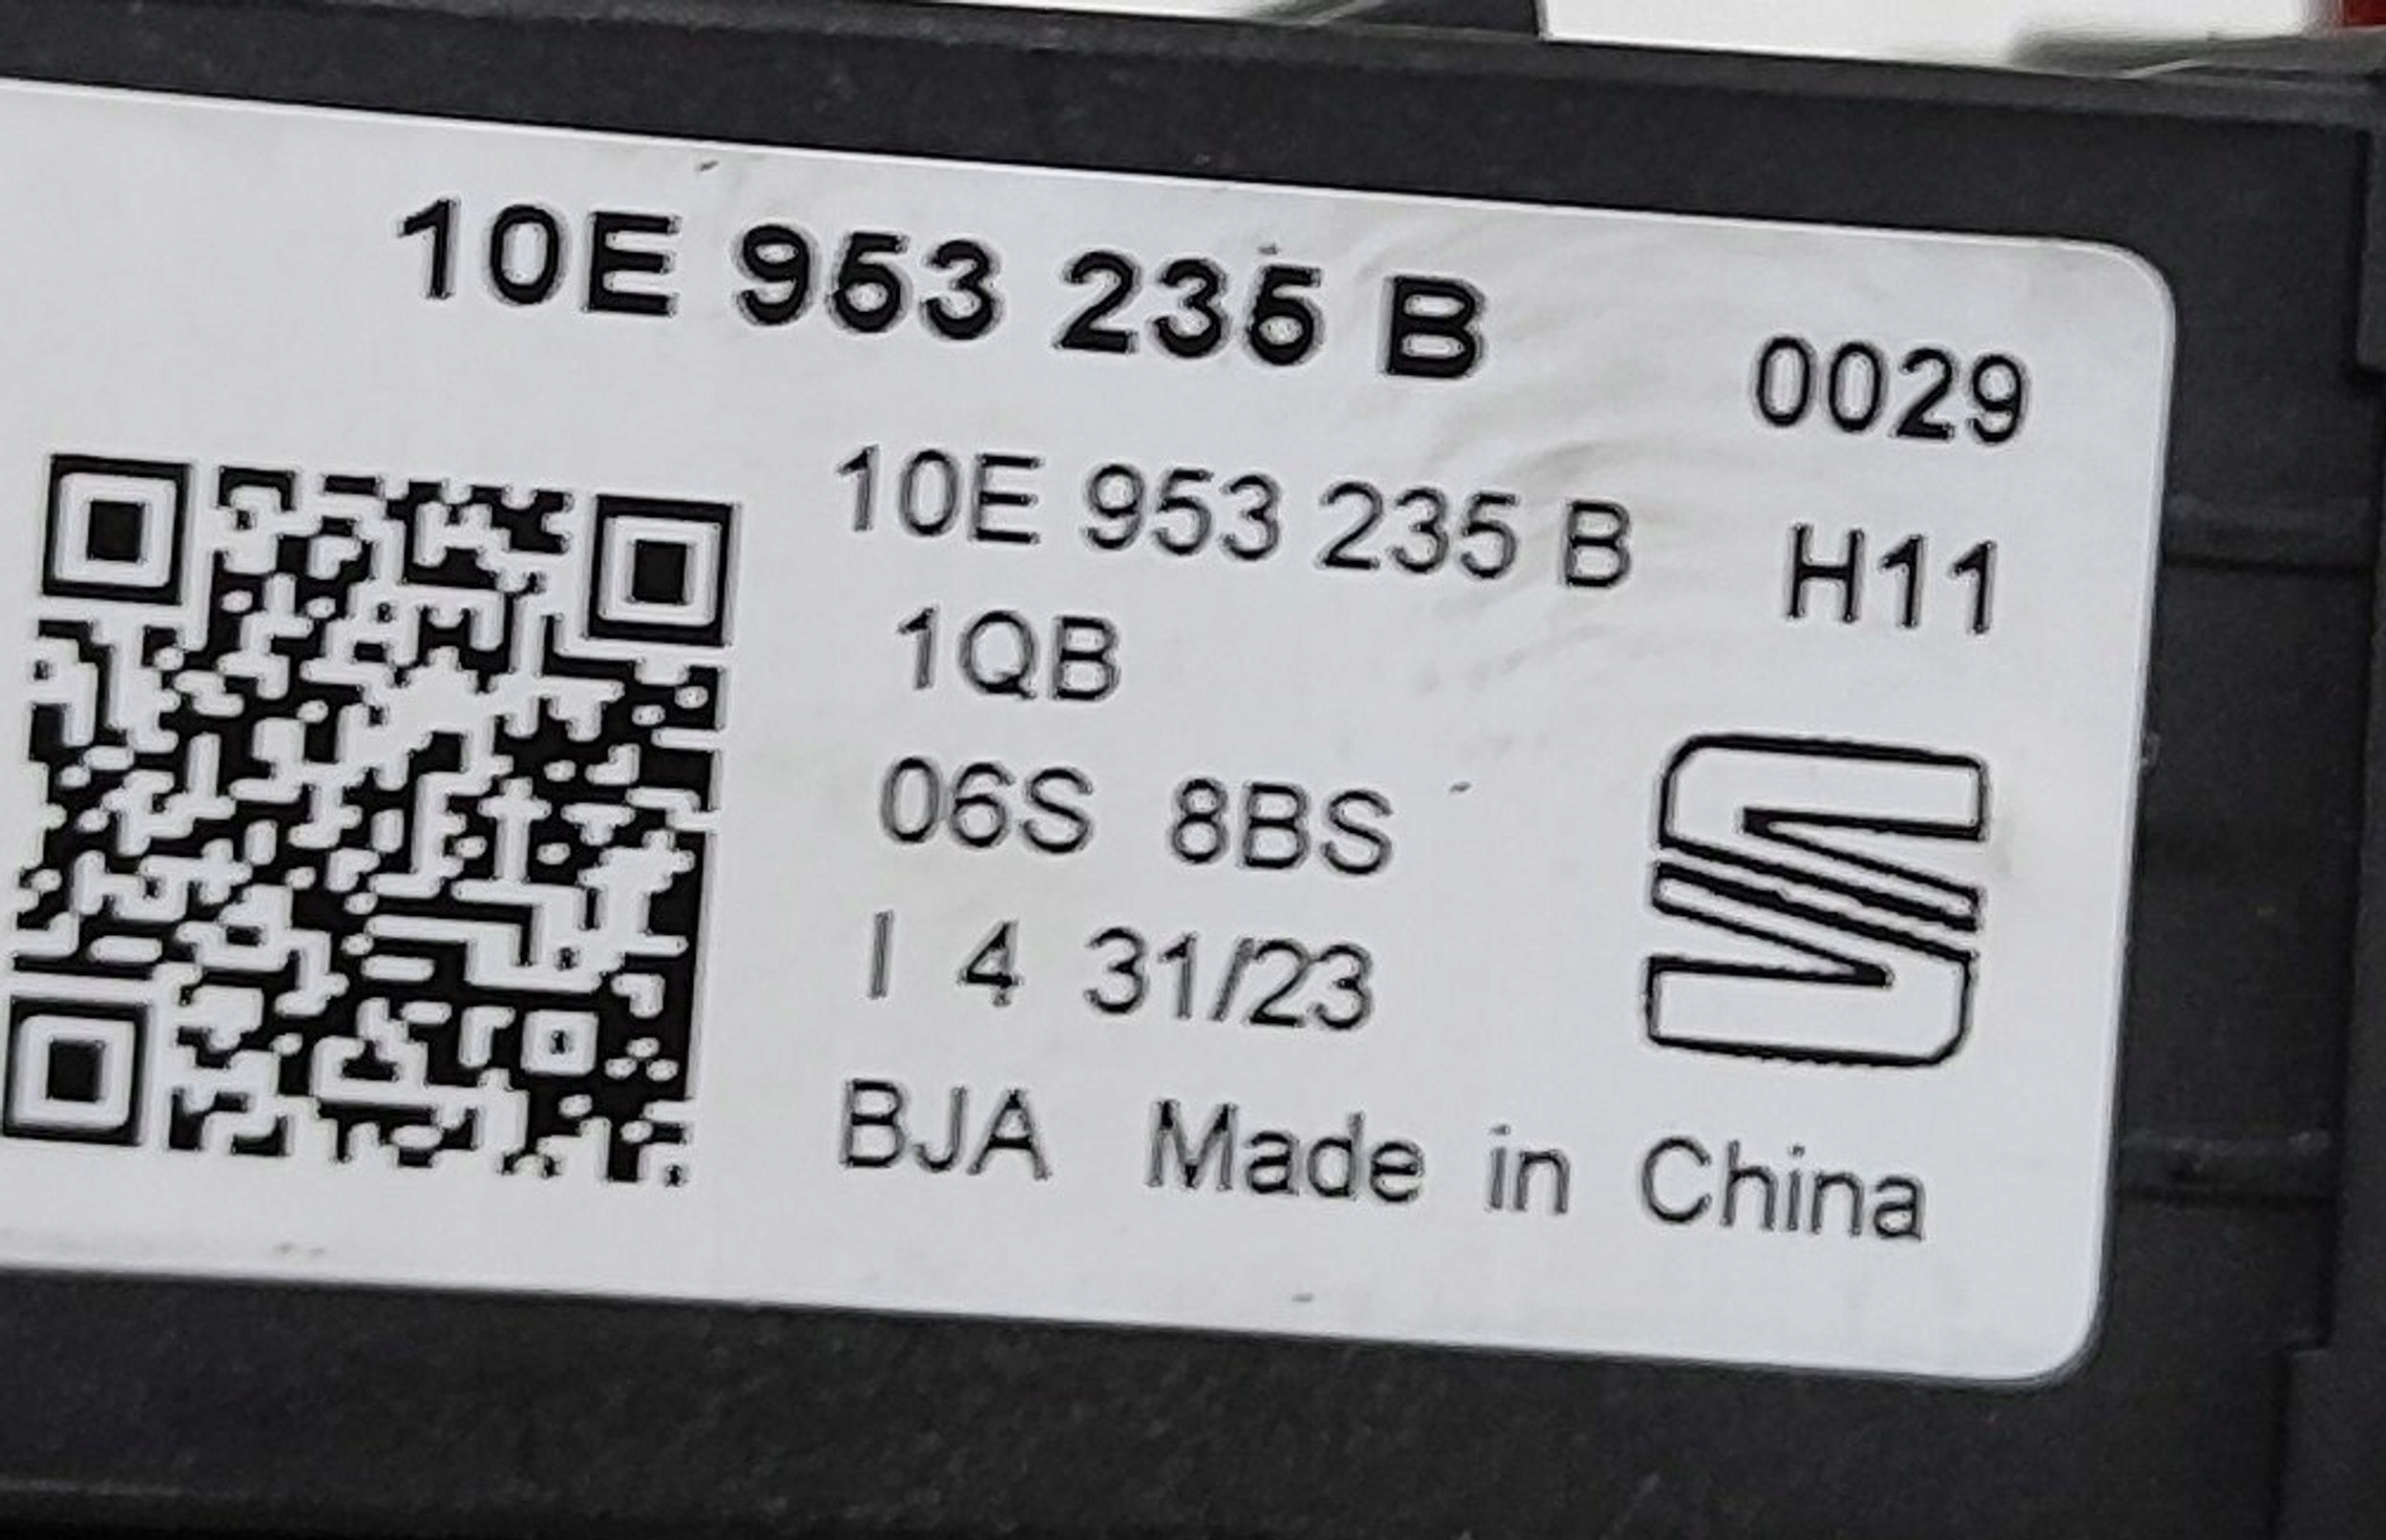 10E 953 235 B
0029
10E 953 235 B
H11
1QB
06S 8BS
I 4 31/23
BJA Made in China